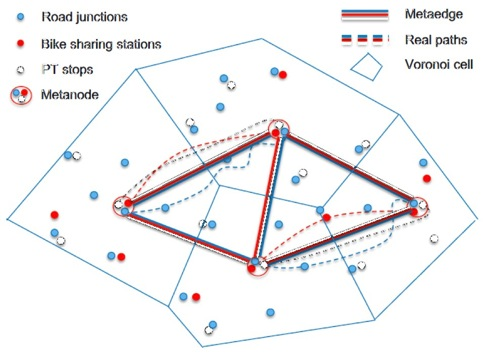 Road junctions
Bike sharing stations
PT stops
Metanode
Metaedge
Real paths
Voronoi cell